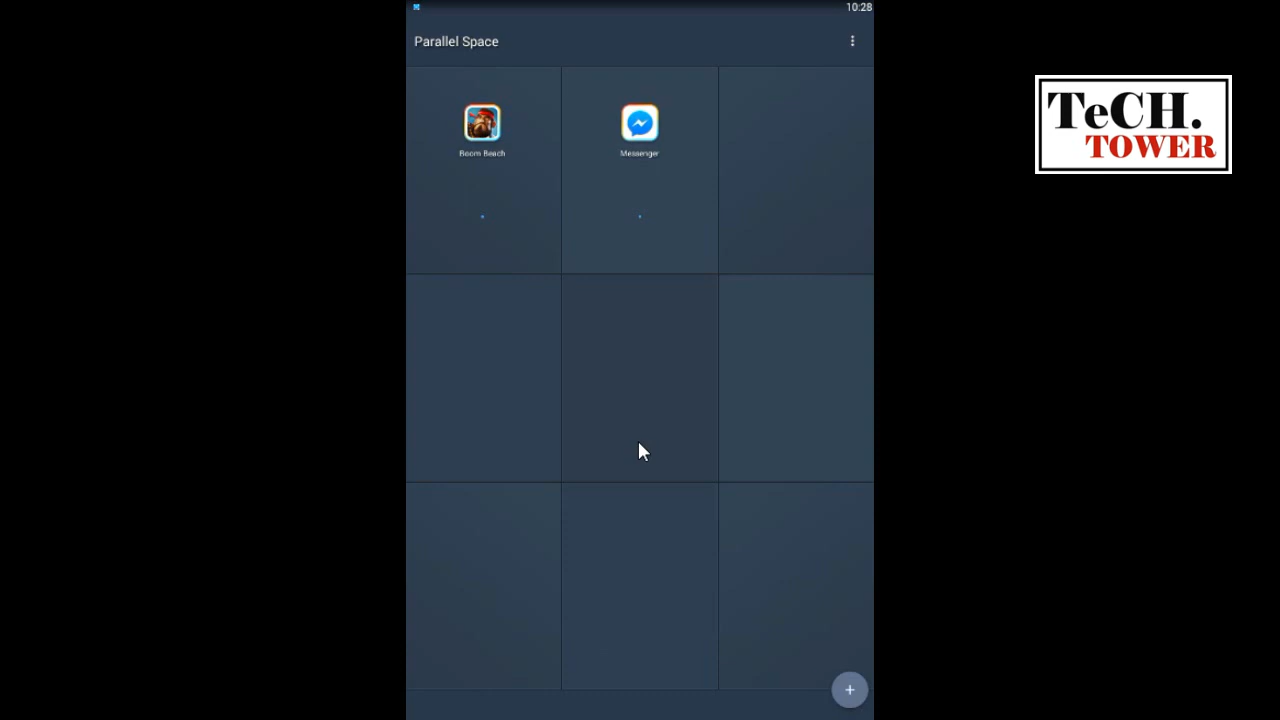 10:28
Parallel Space
TeCH.
TOWER
Boom Beach
Messenger